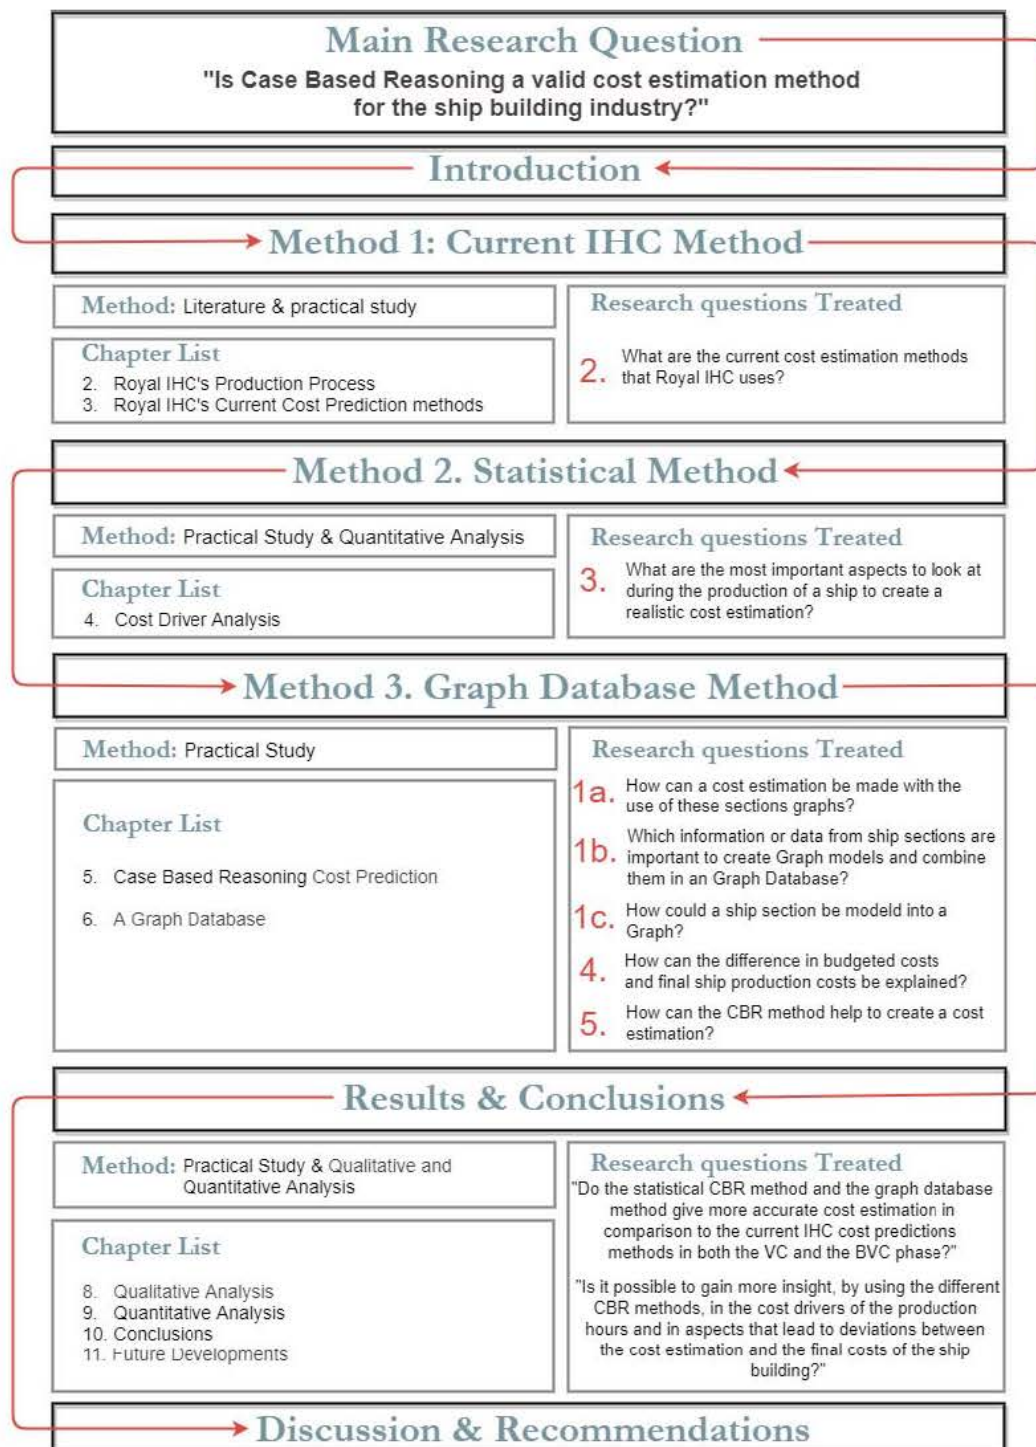 Main Research Question
"Is Case Based Reasoning a valid cost estimation method
for the ship building industry?"
Introduction
Method 1: Current IHC Method
Method: Literature & practical study
Chapter List
2. Royal IHC's Production Process
3. Royal IHC's Current Cost Prediction methods
Research questions Treated
2. What are the current cost estimation methods
that Royal IHC uses?
Method 2. Statistical Method
Method: Practical Study & Quantitative Analysis
Chapter List
4. Cost Driver Analysis
Research questions Treated
3. What are the most important aspects to look at
during the production of a ship to create a
realistic cost estimation?
Method 3. Graph Database Method
Method: Practical Study
Chapter List
5. Case Based Reasoning Cost Prediction
6. A Graph Database
Research questions Treated
1a. How can a cost estimation be made with the
use of these sections graphs?
1b. Which information or data from ship sections are
important to create Graph models and combine
them in an Graph Database?
1c. How could a ship section be modeld into a
Graph?
4. How can the difference in budgeted costs
and final ship production costs be explained?
5. How can the CBR method help to create a cost
estimation?
Results & Conclusions
Method: Practical Study & Qualitative and
Quantitative Analysis
Chapter List
8. Qualitative Analysis
9. Quantitative Analysis
10. Conclusions
11. Future Developments
Research questions Treated
"Do the statistical CBR method and the graph database
method give more accurate cost estimation in
comparison to the current IHC cost predictions
methods in both the VC and the BVC phase?"
"Is it possible to gain more insight, by using the different
CBR methods, in the cost drivers of the production
hours and in aspects that lead to deviations between
the cost estimation and the final costs of the ship
building?"
Discussion & Recommendations